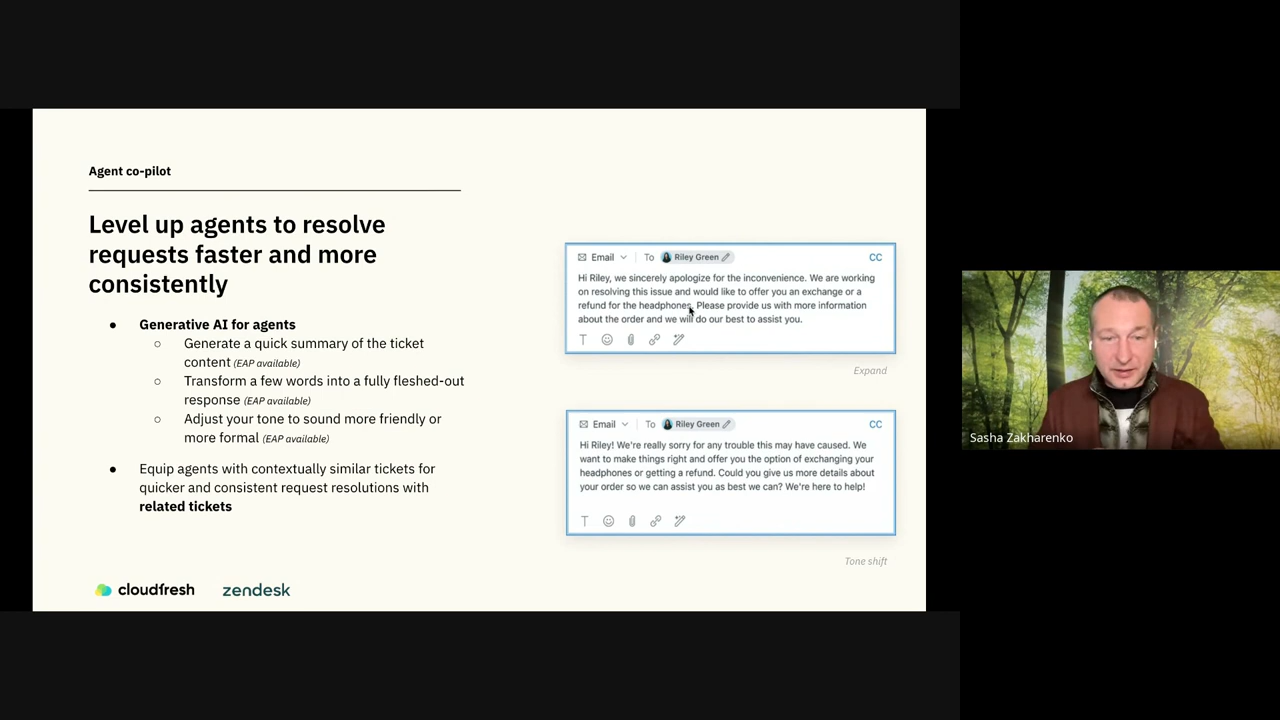 Agent co-pilot
Level up agents to resolve
requests faster and more
consistently
● Generative AI for agents
○ Generate a quick summary of the ticket
content (EAP available)
○ Transform a few words into a fully fleshed-out
response (EAP available)
○ Adjust your tone to sound more friendly or
more formal (EAP available)
● Equip agents with contextually similar tickets for
quicker and consistent request resolutions with
related tickets
cloudfresh zendesk
Email To Riley Green CC
Hi Riley, we sincerely apologize for the inconvenience. We are working
on resolving this issue and would like to offer you an exchange or a
refund for the headphones. Please provide us with more information
about the order and we will do our best to assist you.
Expand
Email To Riley Green CC
Hi Riley! We're really sorry for any trouble this may have caused. We
want to make things right and offer you the option of exchanging your
headphones or getting a refund. Could you give us more details about
your order so we can assist you as best we can? We're here to help!
Tone shift
Sasha Zakharenko